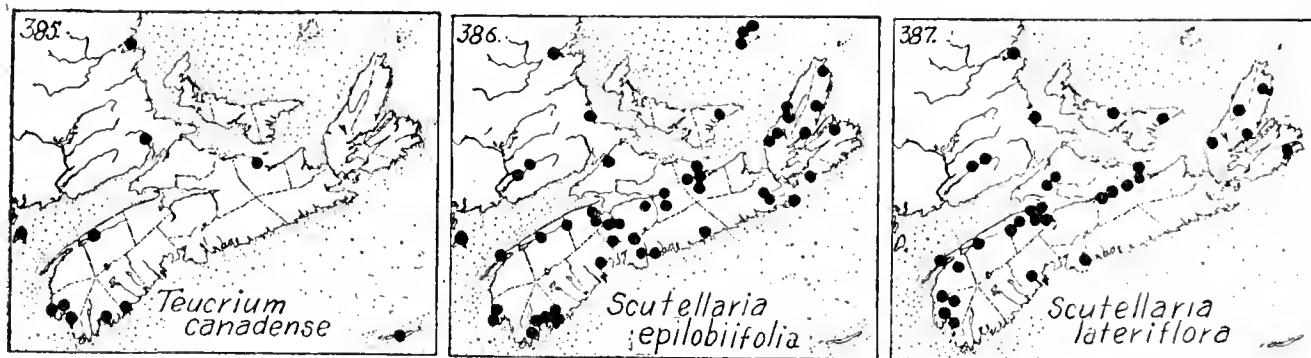 385.
Teucrium
canadense
386.
Scutellaria
epilobiifolia
387.
Scutellaria
lateriflora